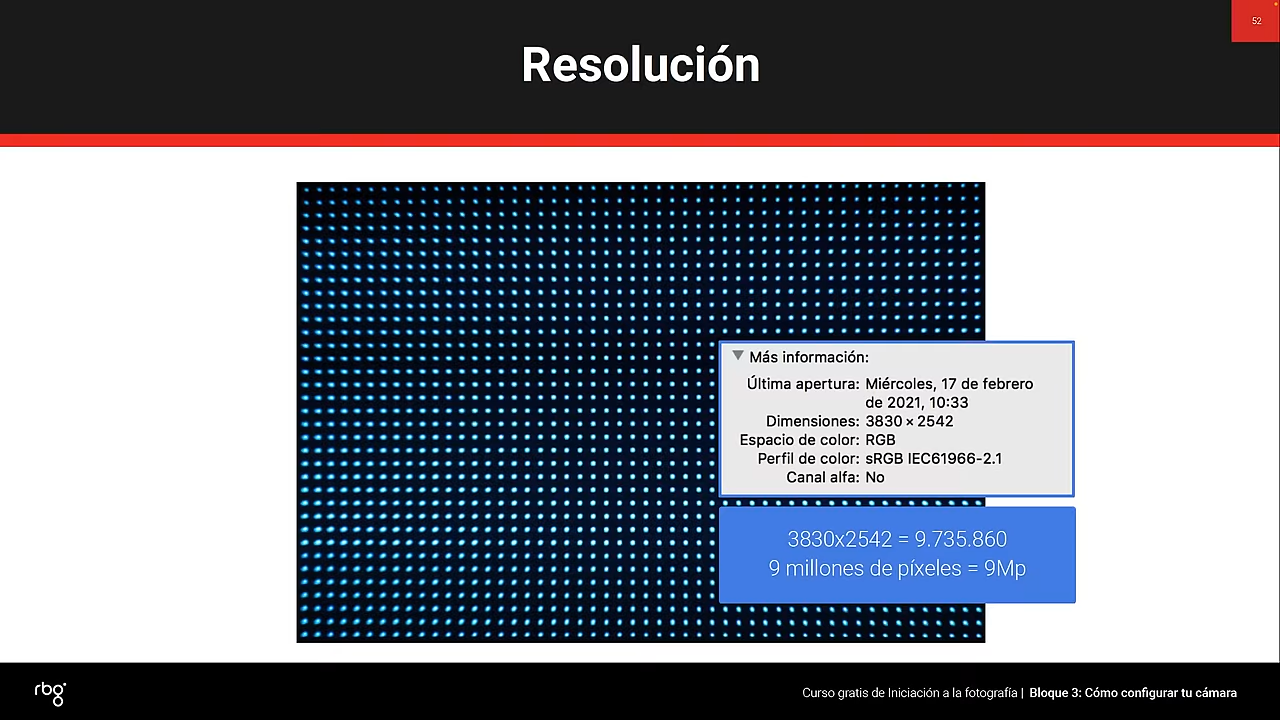 52
Resolución
Más información:
Última apertura: Miércoles, 17 de febrero
de 2021, 10:33
Dimensiones: 3830 × 2542
Espacio de color: RGB
Perfil de color: sRGB IEC61966-2.1
Canal alfa: No
3830x2542 = 9.735.860
9 millones de píxeles = 9Mp
rbg
Curso gratis de Iniciación a la fotografía | Bloque 3: Cómo configurar tu cámara